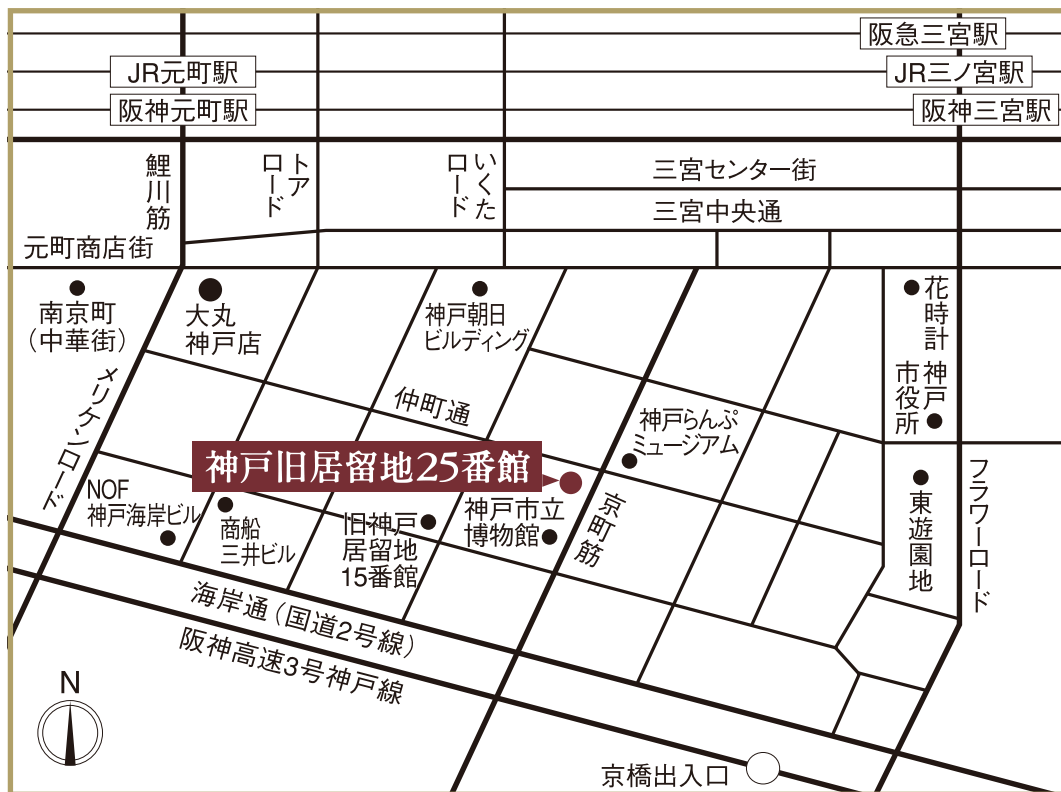 阪急三宮駅
JR元町駅
JR三ノ宮駅
阪神元町駅
阪神三宮駅
鯉川筋
トア
ロード
いくた
ロード
三宮センター街
三宮中央通
元町商店街
南京町
（中華街）
大丸
神戸店
神戸朝日
ビルディング
花時計
神戸
市役所
メリケンロード
仲町通
神戸らんぷ
ミュージアム
神戸旧居留地25番館
NOF
神戸海岸ビル
商船
三井ビル
旧神戸
居留地
15番館
神戸市立
博物館
京町筋
東遊園地
フラワーロード
海岸通（国道2号線）
阪神高速3号神戸線
N
京橋出入口